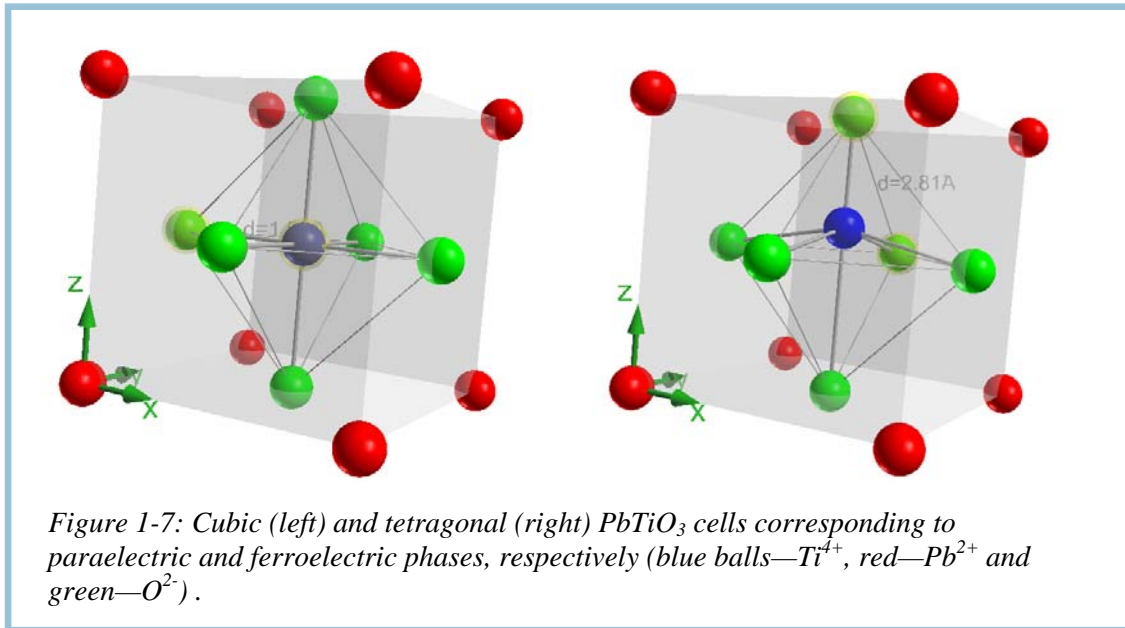 d=1
d=2.81A
Z
y
X
Z
y
X
Figure 1-7: Cubic (left) and tetragonal (right) PbTiO₃ cells corresponding to
paraelectric and ferroelectric phases, respectively (blue balls—Ti⁴⁺, red—Pb²⁺ and
green—O²⁻) .